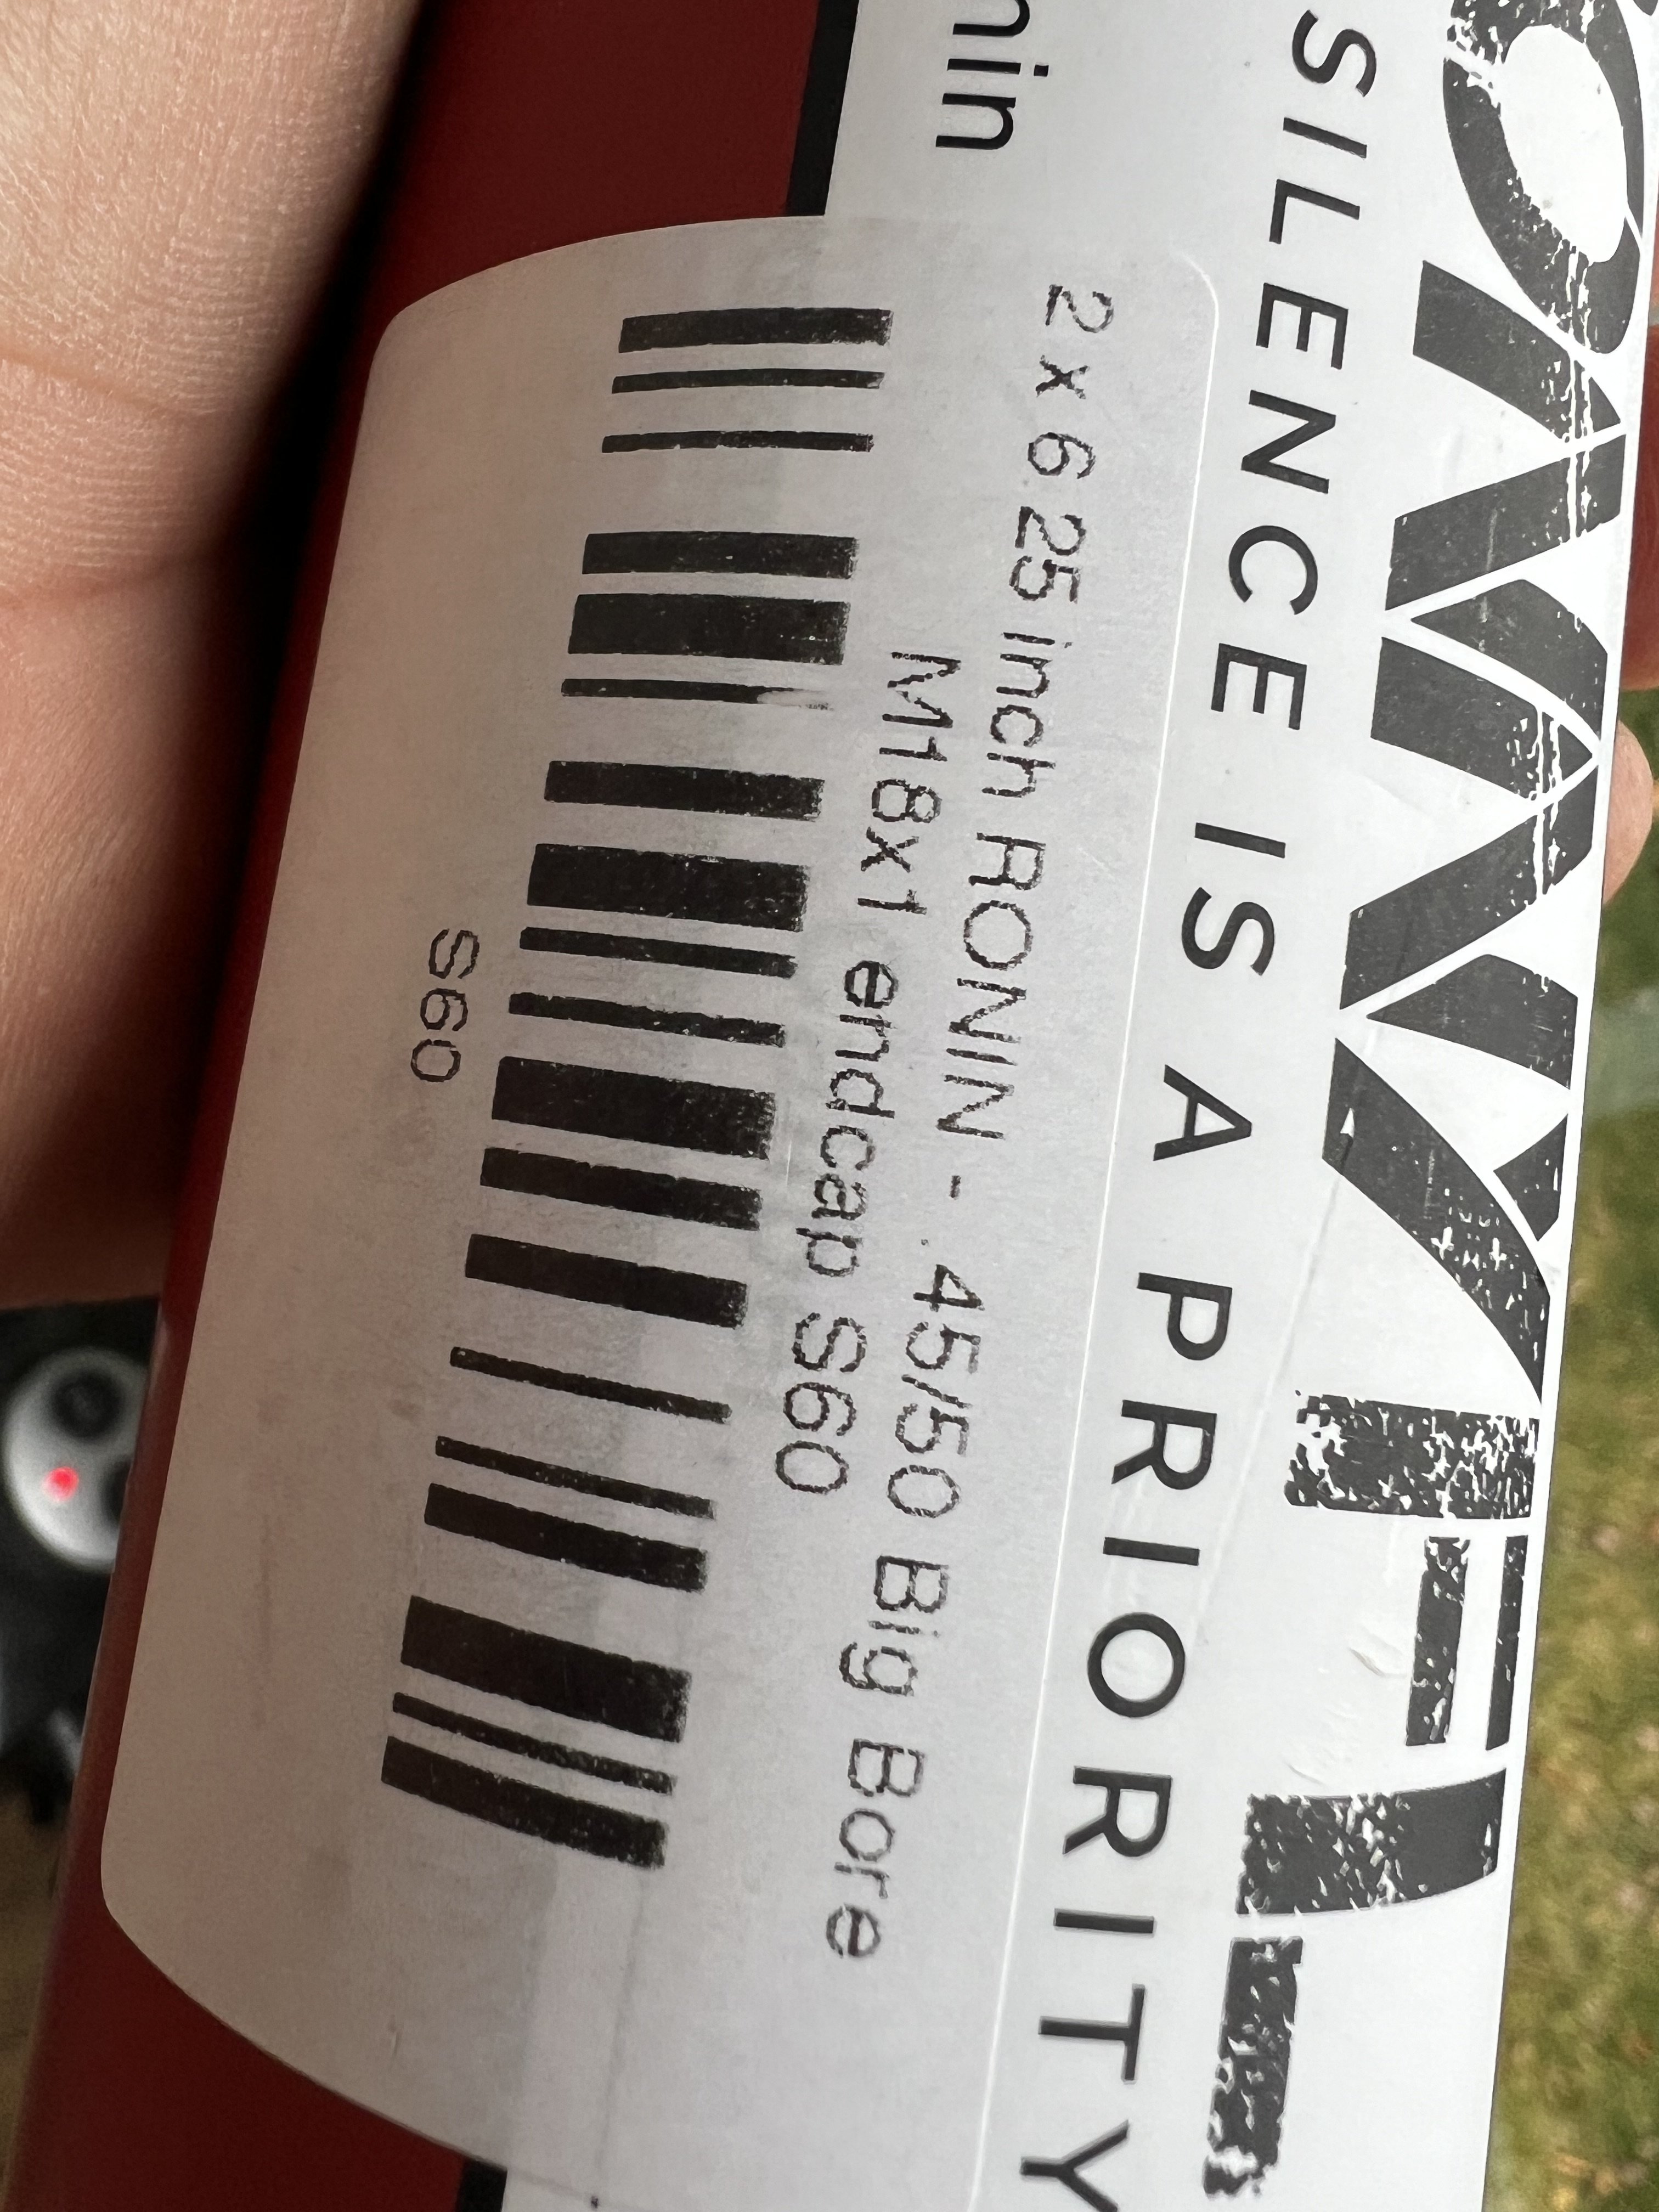 SILENCE IS A PRIORITY
nin
2 x 6 25 inch RONIN - .45/50 Big Bore
M18x1 endcap S60
S60